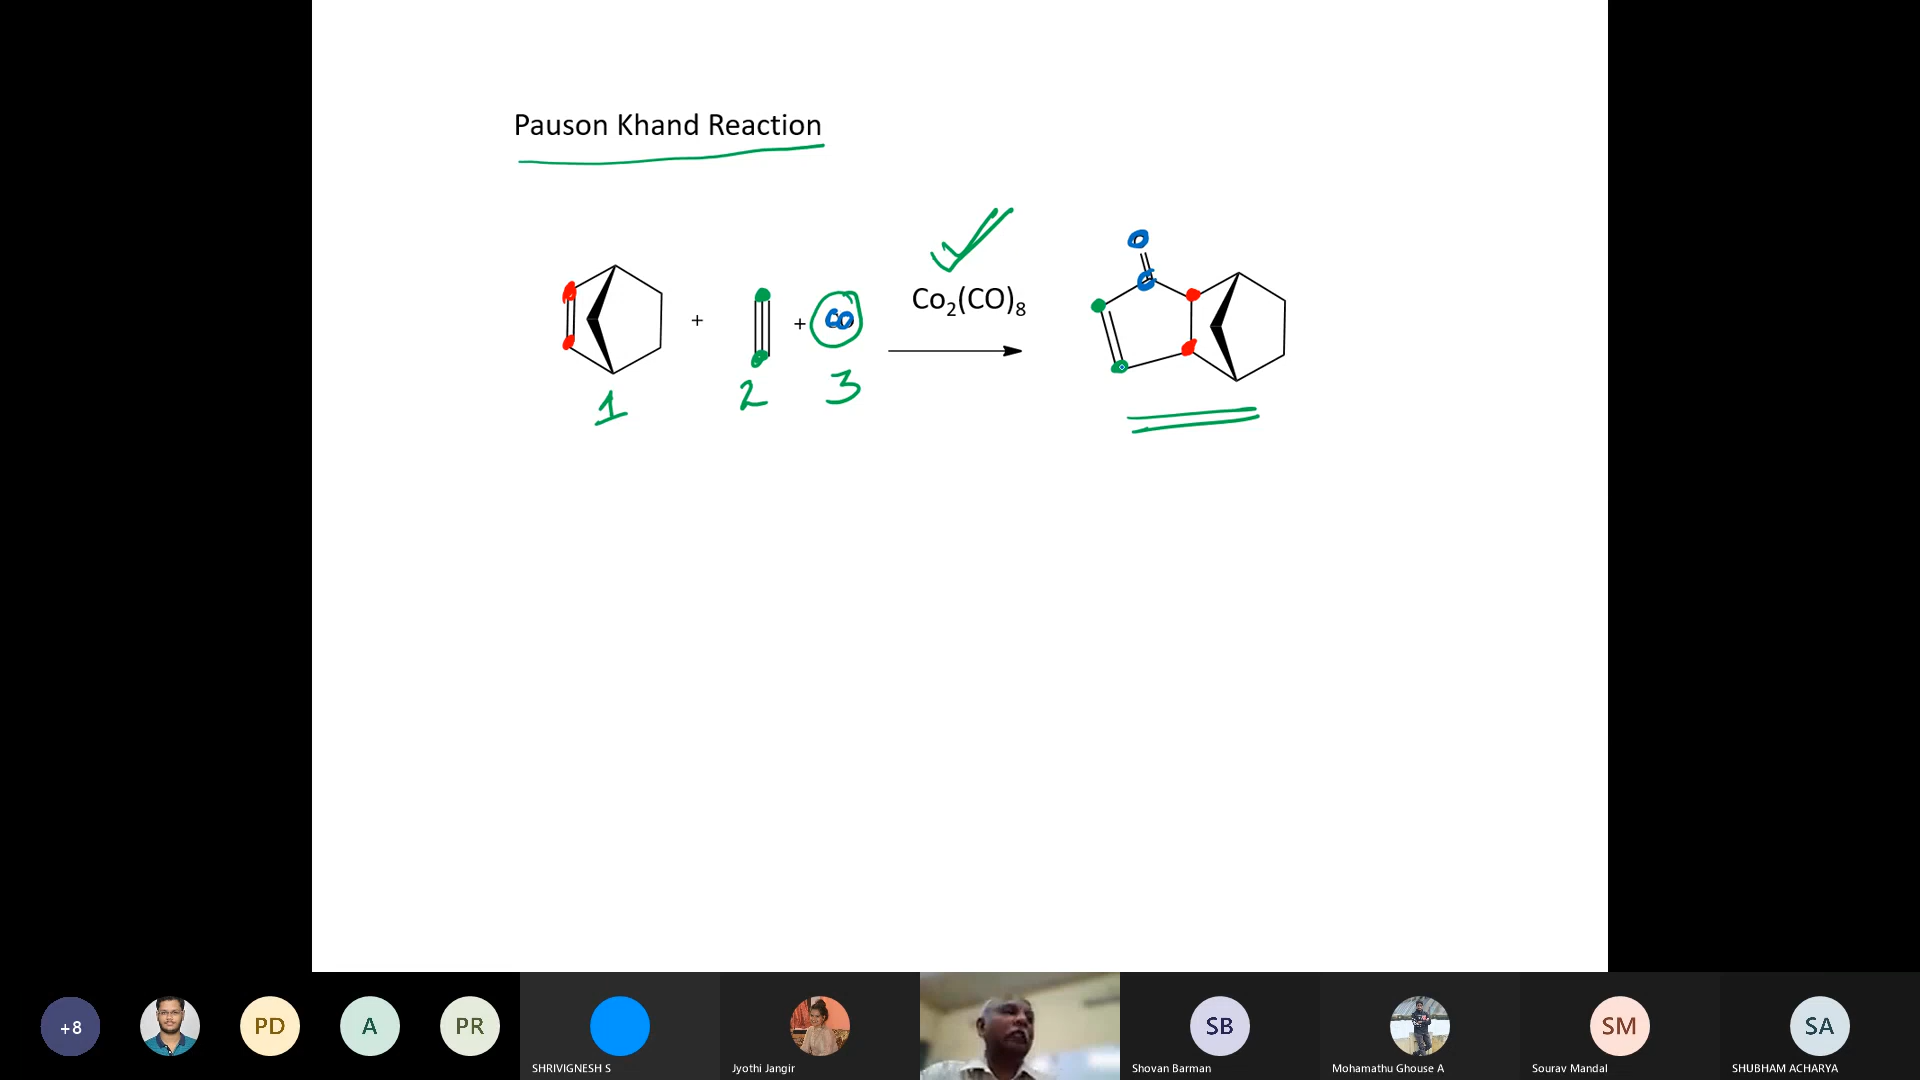 Pauson Khand Reaction
O
Co₂(CO)₈
+ + CO
C
1 2 3
+8 PD A PR SB SM SA
SHRIVIGNESH S Jyothi Jangir Shovan Barman Mohamathu Ghouse A Sourav Mandal SHUBHAM ACHARYA